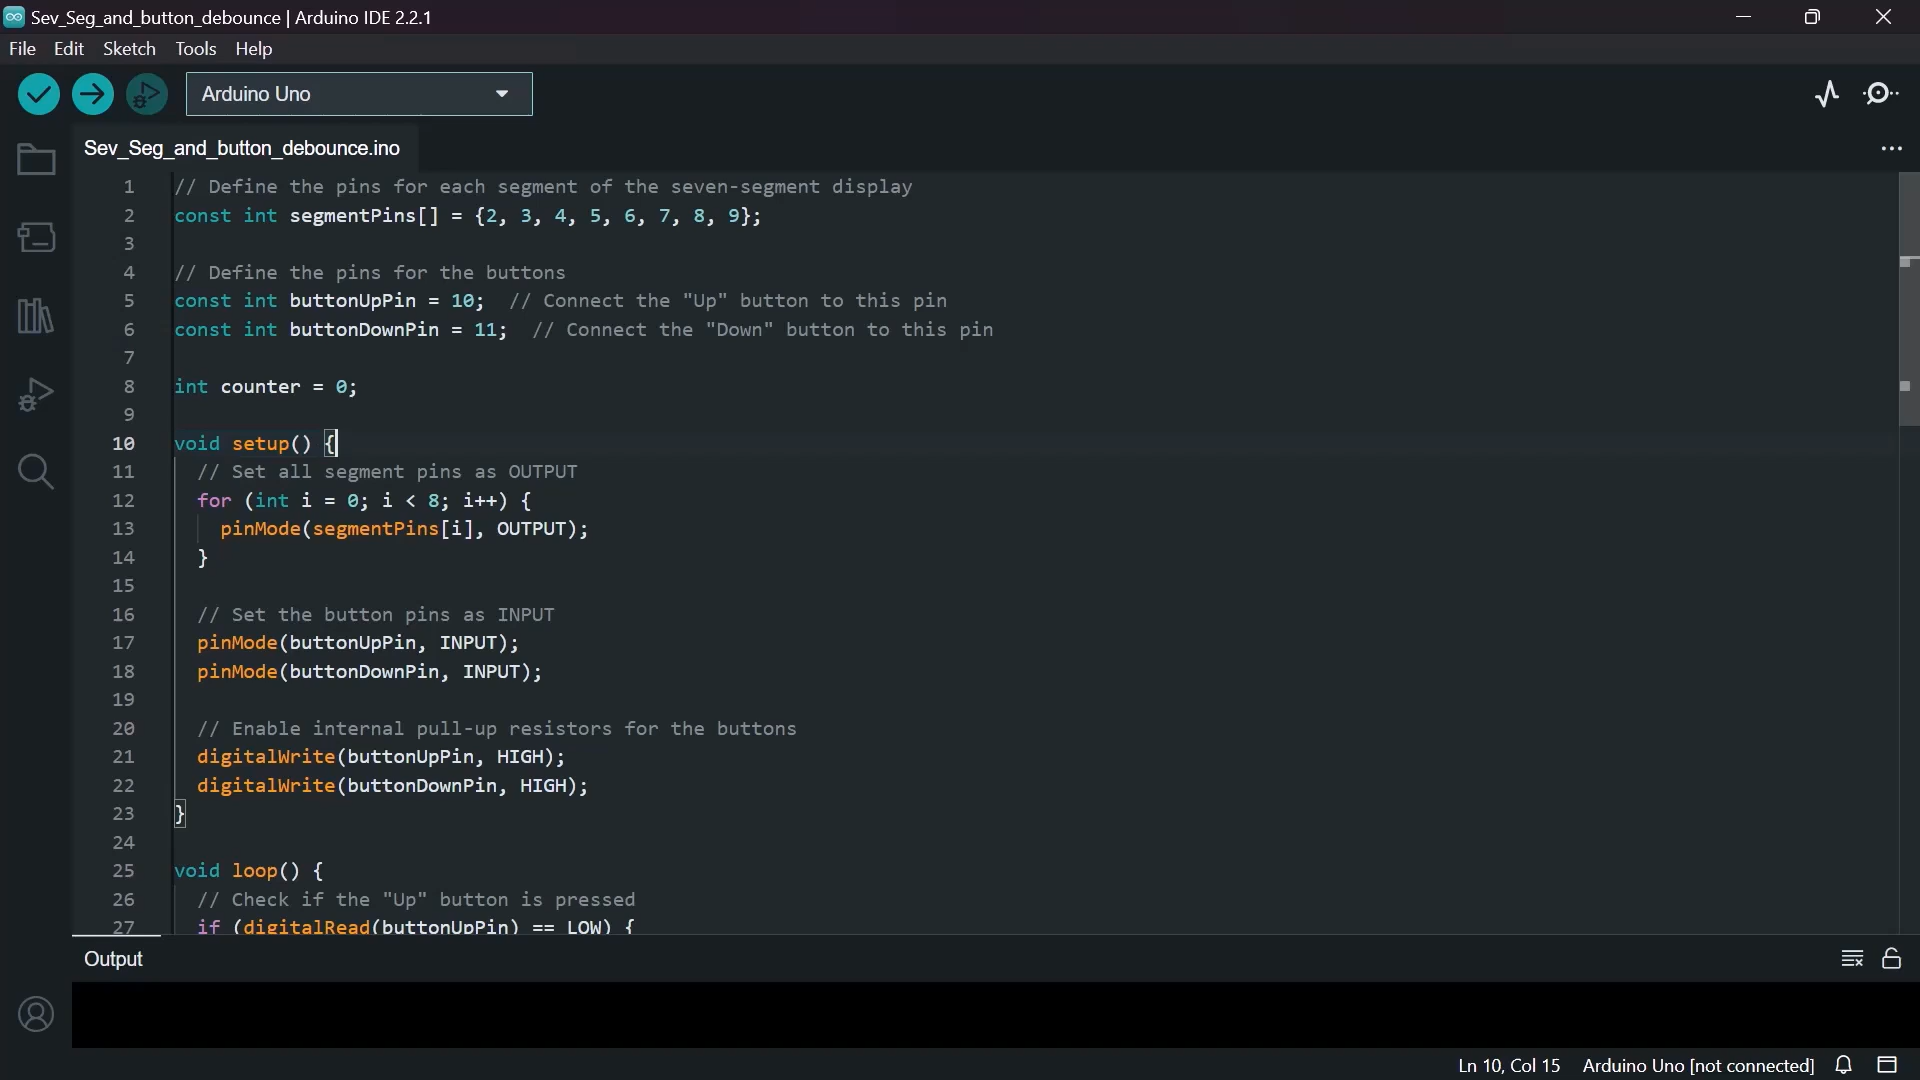 Sev_Seg_and_button_debounce | Arduino IDE 2.2.1
File Edit Sketch Tools Help
Arduino Uno
Sev_Seg_and_button_debounce.ino
1 // Define the pins for each segment of the seven-segment display
2 const int segmentPins[] = {2, 3, 4, 5, 6, 7, 8, 9};
3
4 // Define the pins for the buttons
5 const int buttonUpPin = 10;  // Connect the "Up" button to this pin
6 const int buttonDownPin = 11;  // Connect the "Down" button to this pin
7
8 int counter = 0;
9
10 void setup() {
11   // Set all segment pins as OUTPUT
12   for (int i = 0; i < 8; i++) {
13     pinMode(segmentPins[i], OUTPUT);
14   }
15
16   // Set the button pins as INPUT
17   pinMode(buttonUpPin, INPUT);
18   pinMode(buttonDownPin, INPUT);
19
20   // Enable internal pull-up resistors for the buttons
21   digitalWrite(buttonUpPin, HIGH);
22   digitalWrite(buttonDownPin, HIGH);
23 }
24
25 void loop() {
26   // Check if the "Up" button is pressed
27   if (digitalRead(buttonUpPin) == LOW) {
Output
Ln 10, Col 15 Arduino Uno [not connected]